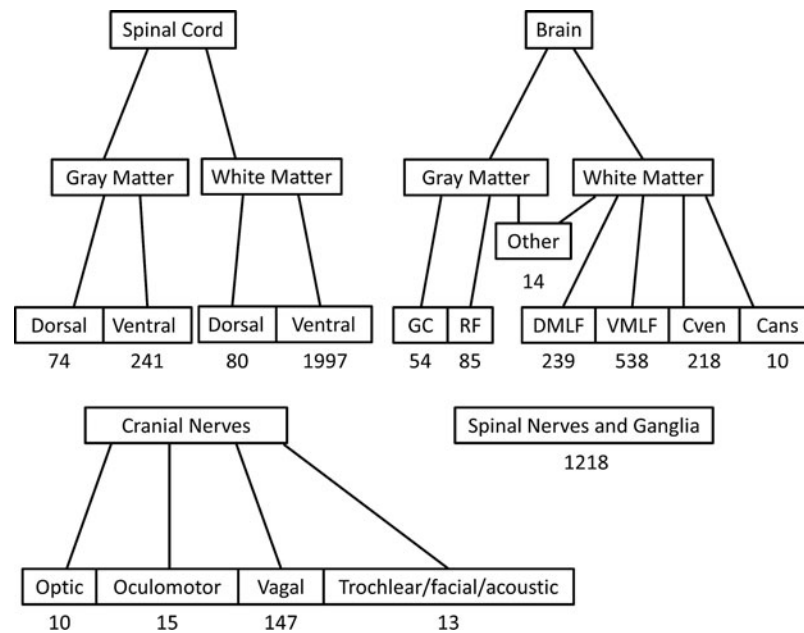 Spinal Cord
Brain
Gray Matter
White Matter
Gray Matter
White Matter
Other
14
Dorsal
Ventral
Dorsal
Ventral
GC
RF
DMLF
VMLF
Cven
Cans
74
241
80
1997
54
85
239
538
218
10
Cranial Nerves
Spinal Nerves and Ganglia
1218
Optic
Oculomotor
Vagal
Trochlear/facial/acoustic
10
15
147
13